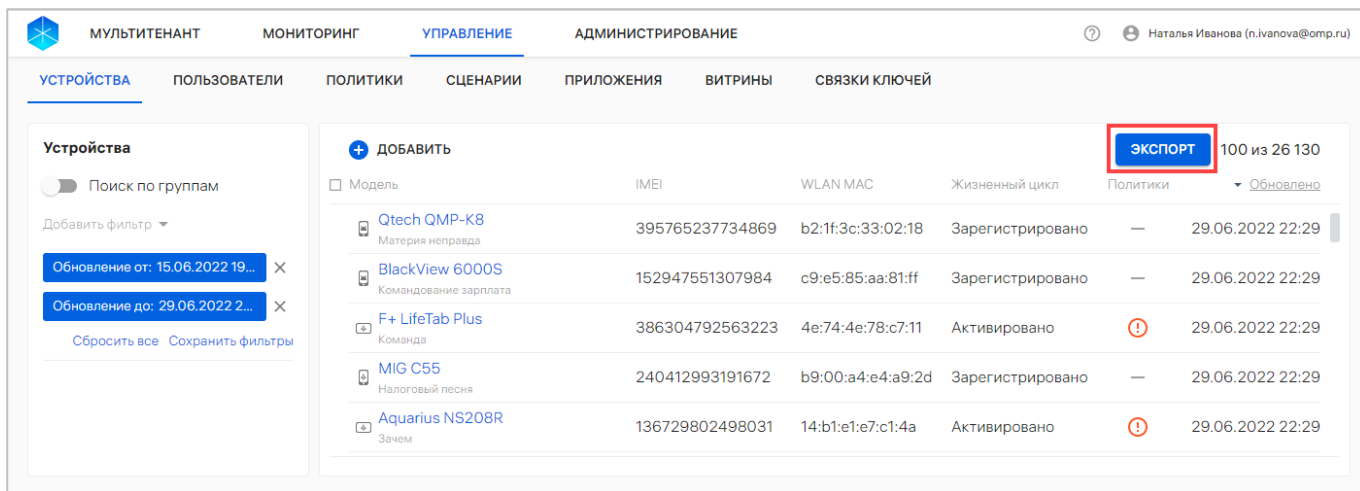 МУЛЬТИТЕНАНТ МОНИТОРИНГ УПРАВЛЕНИЕ АДМИНИСТРИРОВАНИЕ ? Наталья Иванова (n.ivanova@omp.ru)
УСТРОЙСТВА ПОЛЬЗОВАТЕЛИ ПОЛИТИКИ СЦЕНАРИИ ПРИЛОЖЕНИЯ ВИТРИНЫ СВЯЗКИ КЛЮЧЕЙ
Устройства
Поиск по группам
Добавить фильтр
Обновление от: 15.06.2022 19...
Обновление до: 29.06.2022 2...
Сбросить все Сохранить фильтры
ДОБАВИТЬ ЭКСПОРТ 100 из 26 130
Модель IMEI WLAN MAC Жизненный цикл Политики Обновлено
Qtech QMP-K8 395765237734869 b2:1f:3c:33:02:18 Зарегистрировано — 29.06.2022 22:29
Материя неправда
BlackView 6000S 152947551307984 c9:e5:85:aa:81:ff Зарегистрировано — 29.06.2022 22:29
Командование зарплата
F+ LifeTab Plus 386304792563223 4e:74:4e:78:c7:11 Активировано 29.06.2022 22:29
Команда
MIG C55 240412993191672 b9:00:a4:e4:a9:2d Зарегистрировано — 29.06.2022 22:29
Налоговый песня
Aquarius NS208R 136729802498031 14:b1:e1:e7:c1:4a Активировано 29.06.2022 22:29
Зачем